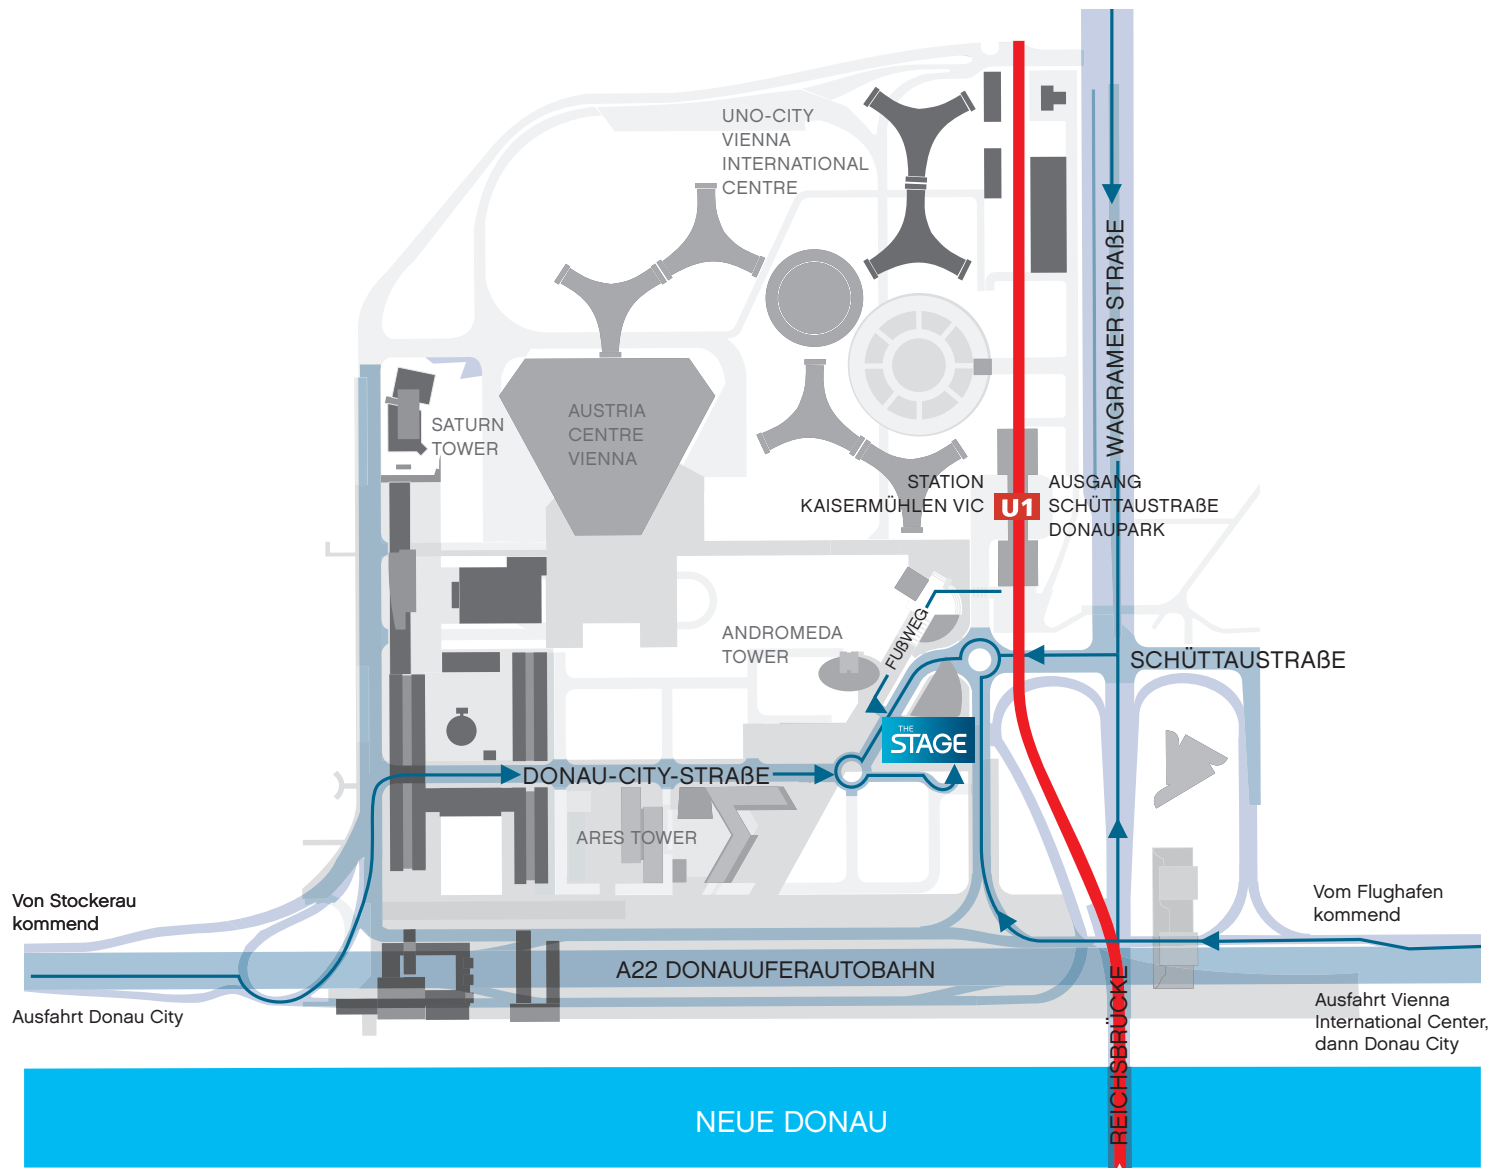 UNO-CITY
VIENNA
INTERNATIONAL
CENTRE
WAGRAMER STRAßE
SATURN
TOWER
AUSTRIA
CENTRE
VIENNA
STATION
KAISERMÜHLEN VIC
U1
AUSGANG
SCHÜTTAUSTRAßE
DONAUPARK
FUßWEG
ANDROMEDA
TOWER
SCHÜTTAUSTRAßE
THE
STAGE
DONAU-CITY-STRAßE
ARES TOWER
Von Stockerau
kommend
Vom Flughafen
kommend
A22 DONAUUFERAUTOBAHN
Ausfahrt Donau City
REICHSBRÜCKE
Ausfahrt Vienna
International Center,
dann Donau City
NEUE DONAU